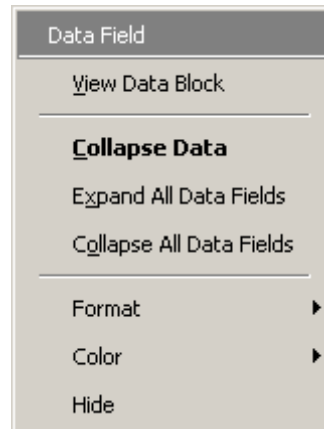 Data Field
View Data Block
Collapse Data
Expand All Data Fields
Collapse All Data Fields
Format
Color
Hide